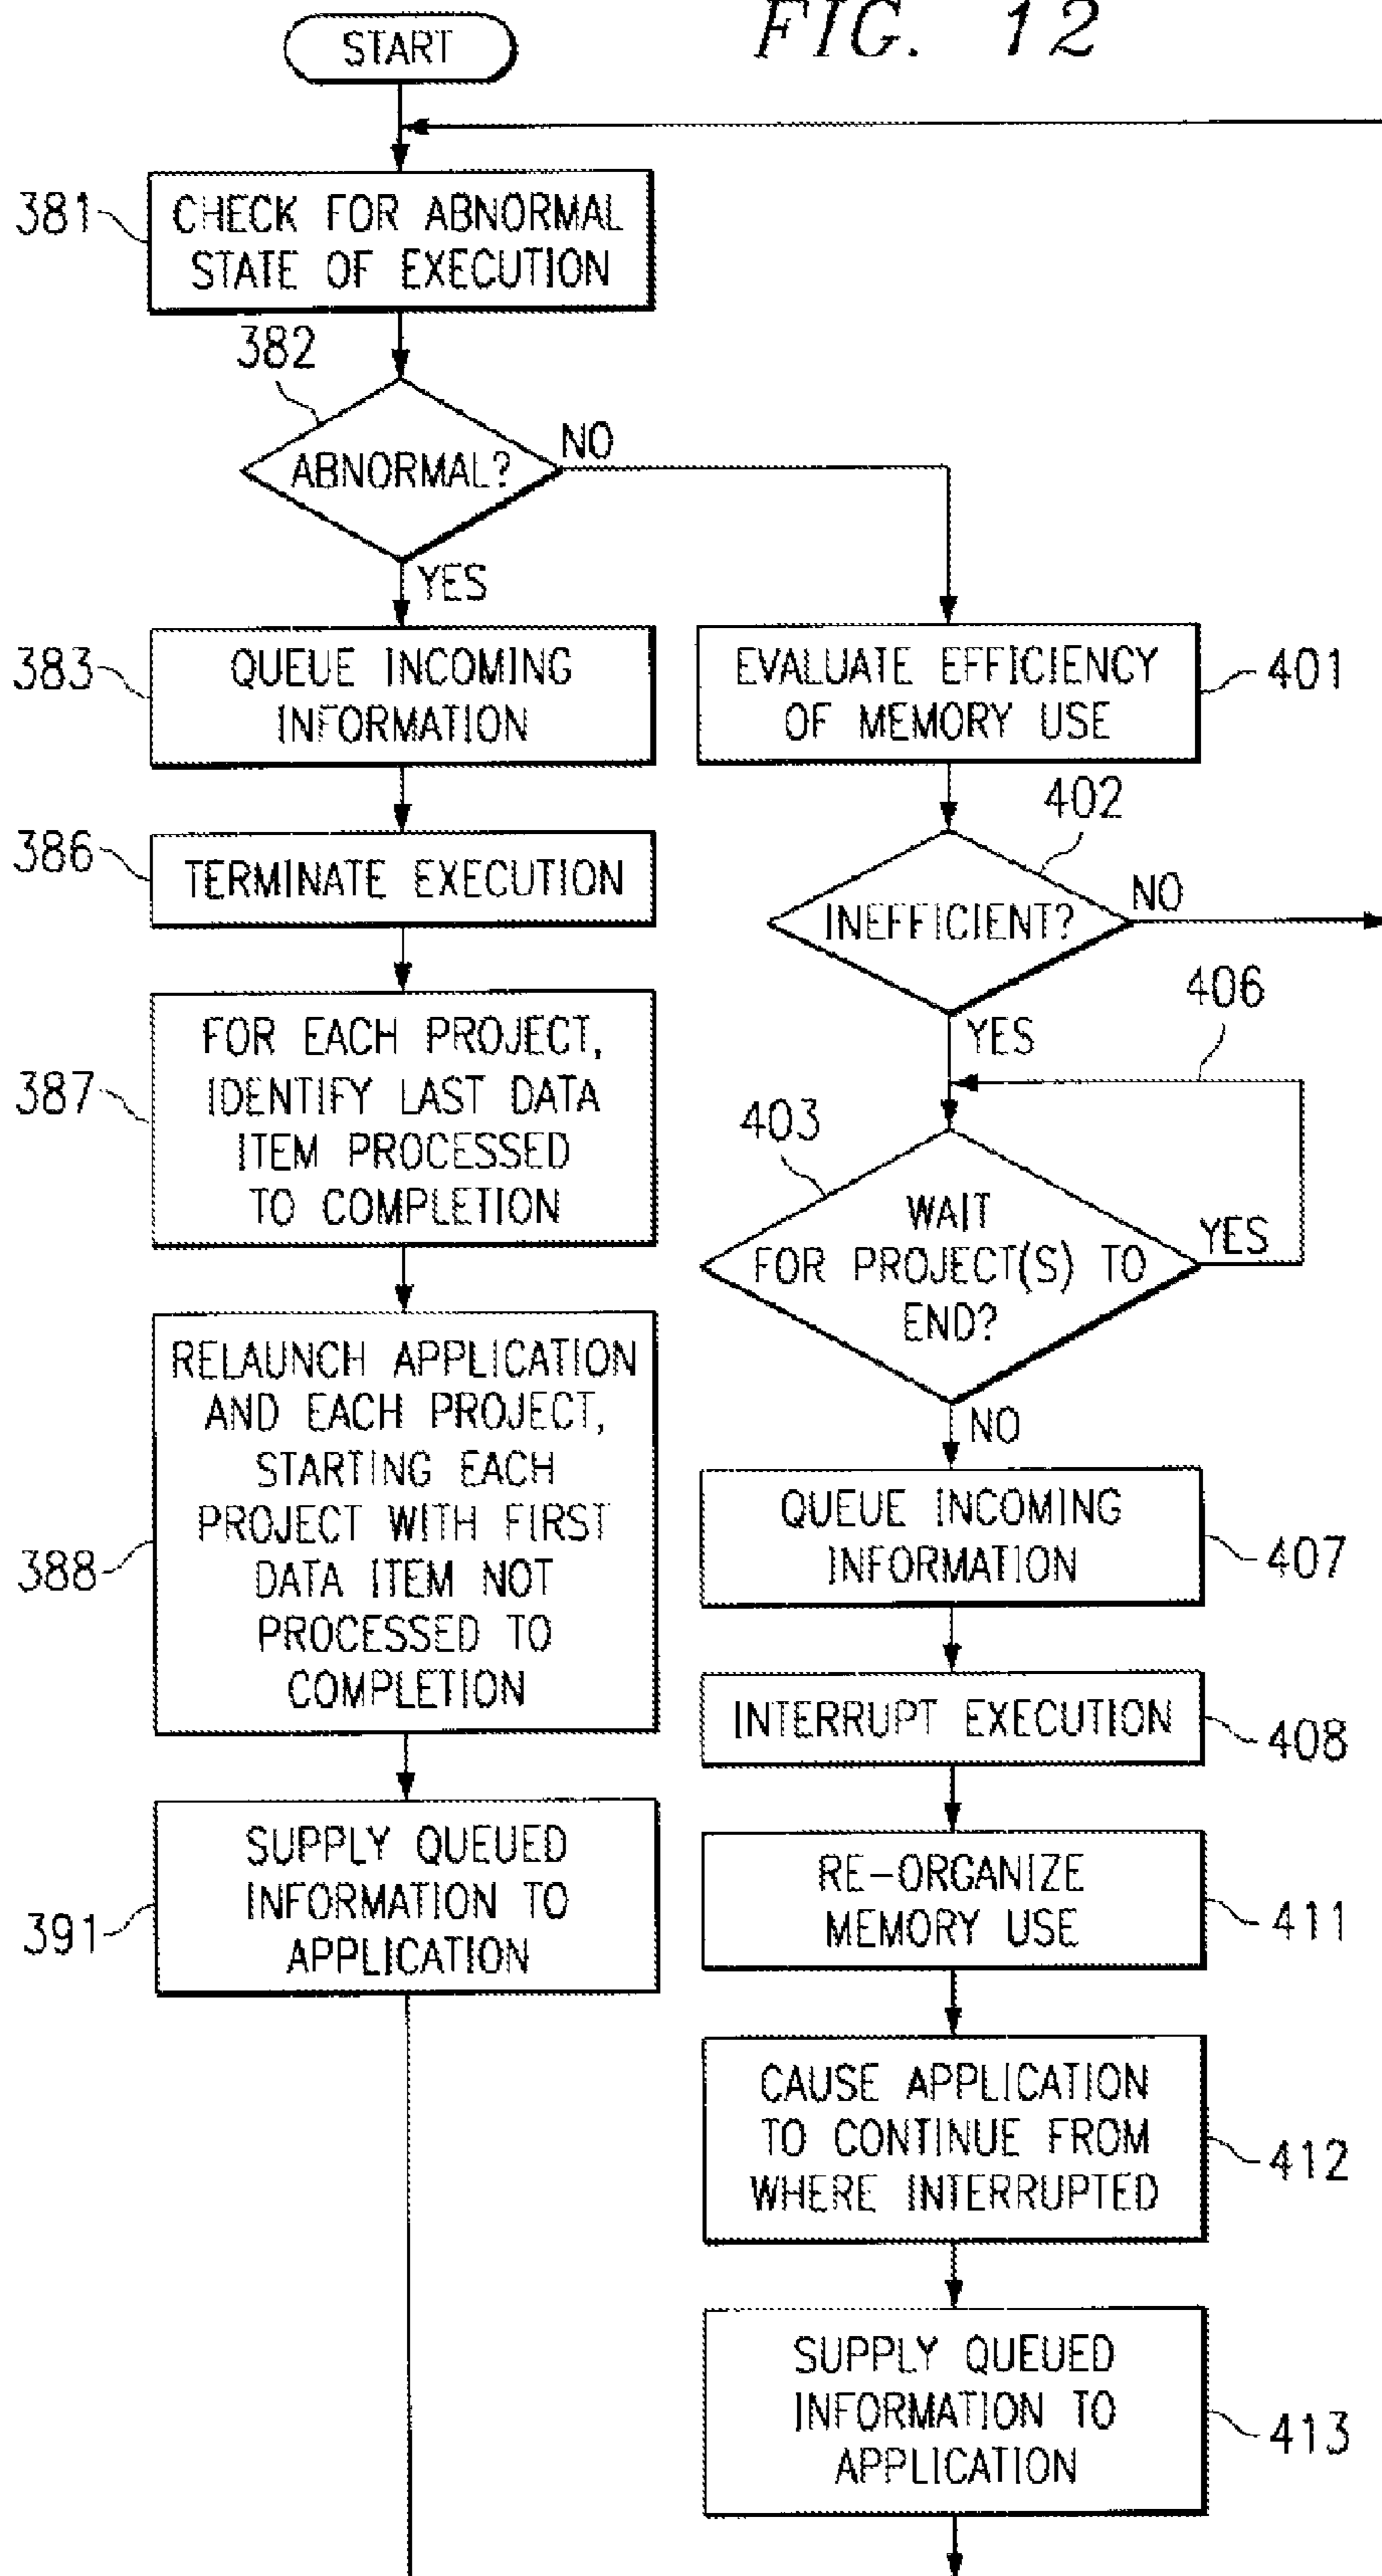 FIG. 12
START
381
CHECK FOR ABNORMAL
STATE OF EXECUTION
382
ABNORMAL?
NO
YES
383
QUEUE INCOMING
INFORMATION
386
TERMINATE EXECUTION
387
FOR EACH PROJECT,
IDENTIFY LAST DATA
ITEM PROCESSED
TO COMPLETION
388
RELAUNCH APPLICATION
AND EACH PROJECT,
STARTING EACH
PROJECT WITH FIRST
DATA ITEM NOT
PROCESSED TO
COMPLETION
391
SUPPLY QUEUED
INFORMATION TO
APPLICATION
EVALUATE EFFICIENCY
OF MEMORY USE
401
402
INEFFICIENT?
NO
YES
406
403
WAIT
FOR PROJECT(S) TO
END?
YES
NO
QUEUE INCOMING
INFORMATION
407
INTERRUPT EXECUTION
408
RE-ORGANIZE
MEMORY USE
411
CAUSE APPLICATION
TO CONTINUE FROM
WHERE INTERRUPTED
412
SUPPLY QUEUED
INFORMATION TO
APPLICATION
413